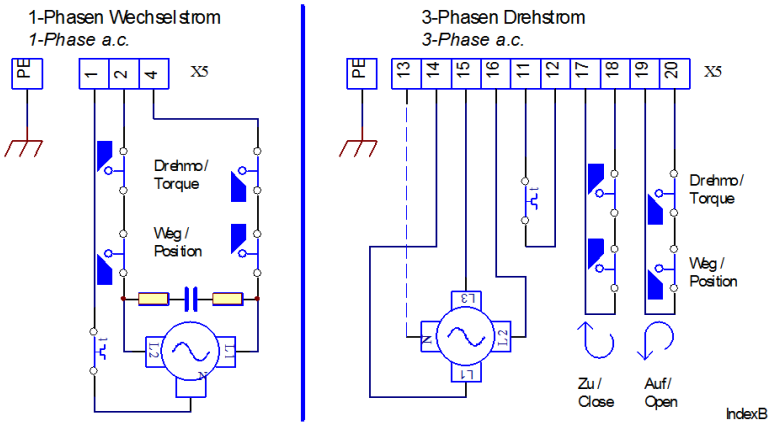 1-Phasen Wechselstrom
1-Phase a.c.
PE
1 2 4 X5
Drehmo/
Torque
Weg/
Position
L2 L1
N
3-Phasen Drehstrom
3-Phase a.c.
PE
13 14 15 16 11 12 17 18 19 20 X5
Drehmo/
Torque
Weg/
Position
L3
N L2
L1
Zu/
Close
Auf/
Open
IndexB